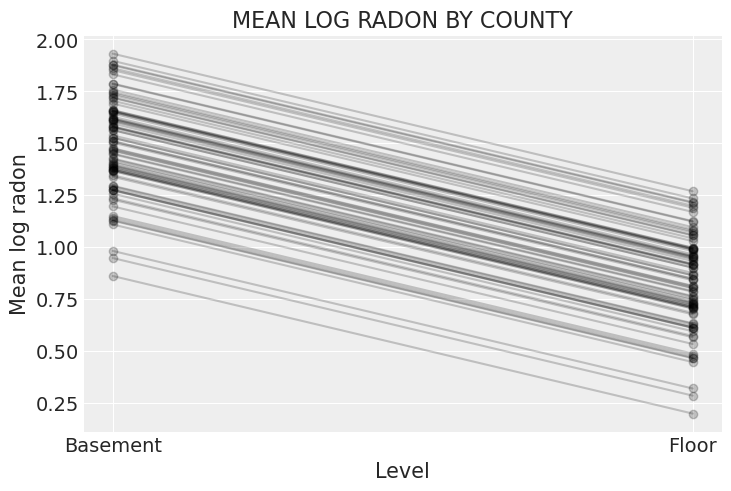 MEAN LOG RADON BY COUNTY
2.00
1.75
1.50
1.25
1.00
0.75
0.50
0.25
Mean log radon
Basement Floor
Level